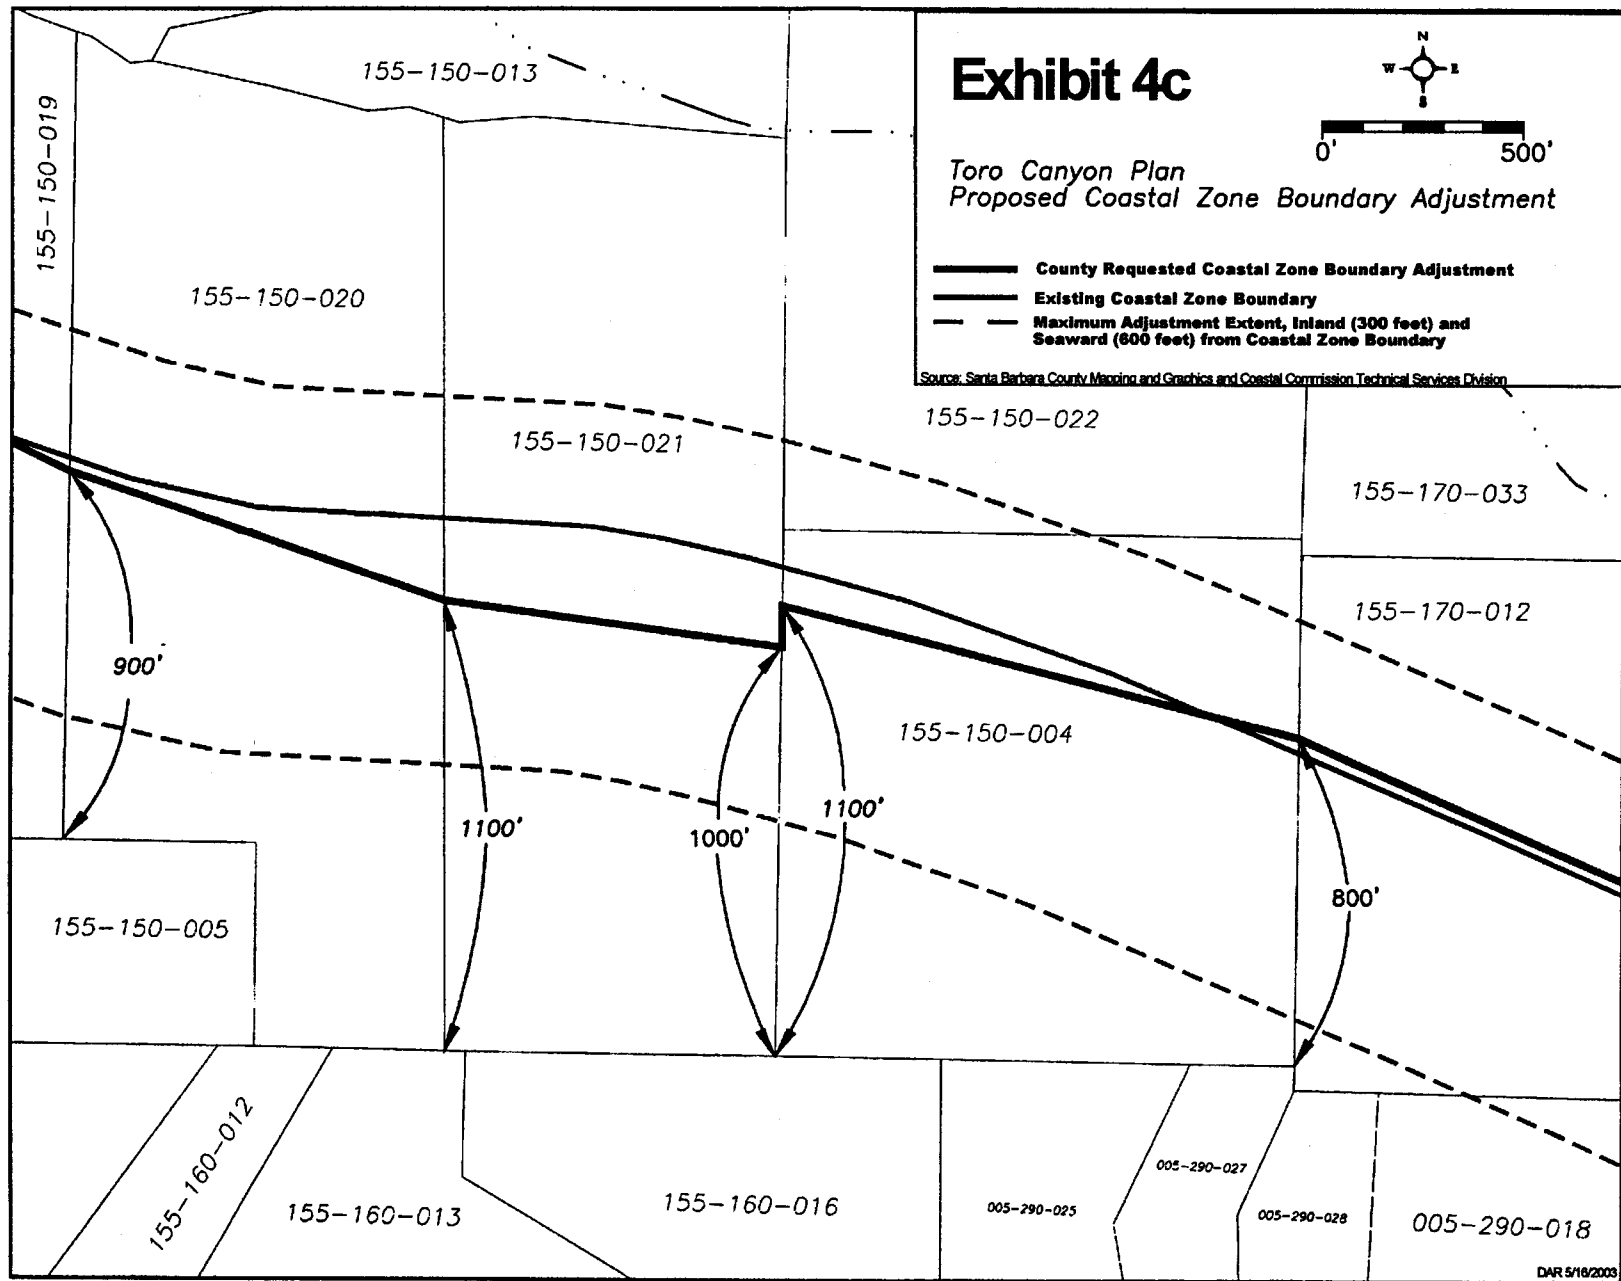 Exhibit 4c
N
W E
S
0' 500'
Toro Canyon Plan
Proposed Coastal Zone Boundary Adjustment
County Requested Coastal Zone Boundary Adjustment
Existing Coastal Zone Boundary
Maximum Adjustment Extent, Inland (300 feet) and
Seaward (600 feet) from Coastal Zone Boundary
Source: Santa Barbara County Mapping and Graphics and Coastal Commission Technical Services Division
155-150-013
155-150-019
155-150-020
155-150-021
155-150-022
155-170-033
155-170-012
900'
155-150-004
1100'
1000'
1100'
800'
155-150-005
155-160-012
155-160-013
155-160-016
005-290-025
005-290-027
005-290-028
005-290-018
DAR 5/16/2003